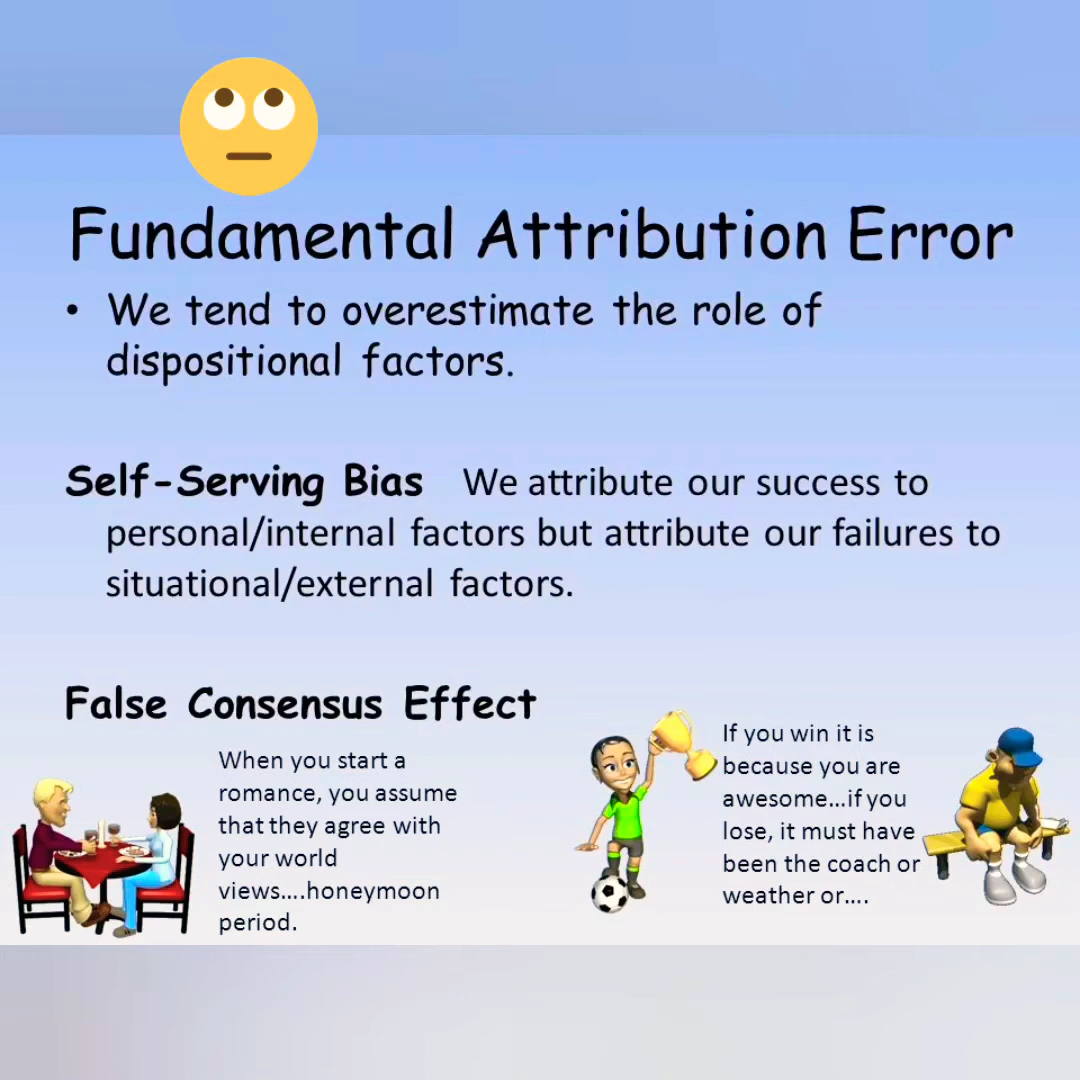 Fundamental Attribution Error
• We tend to overestimate the role of
dispositional factors.
Self-Serving Bias We attribute our success to
personal/internal factors but attribute our failures to
situational/external factors.
False Consensus Effect
When you start a
romance, you assume
that they agree with
your world
views....honeymoon
period.
If you win it is
because you are
awesome...if you
lose, it must have
been the coach or
weather or....